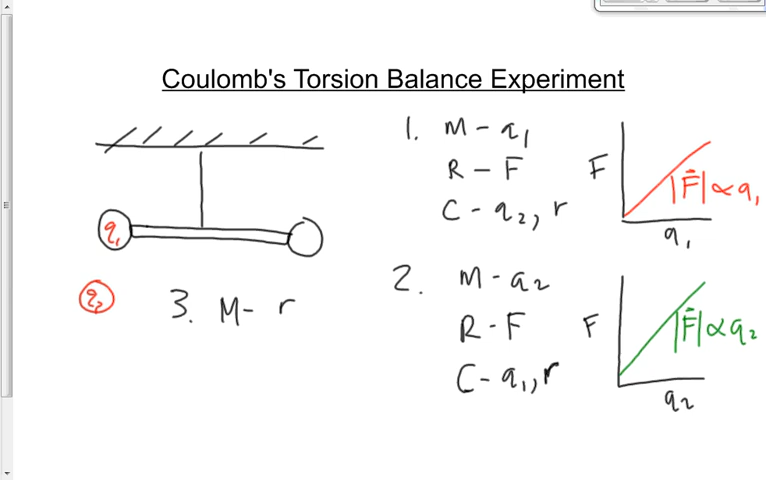 Coulomb's Torsion Balance Experiment
1. M - q1
R - F
C - q2, r
F
|F⃗| ∝ q1
q1
q1
q2
3. M - r
2. M - q2
R - F
C - q1, r
F
|F⃗| ∝ q2
q2